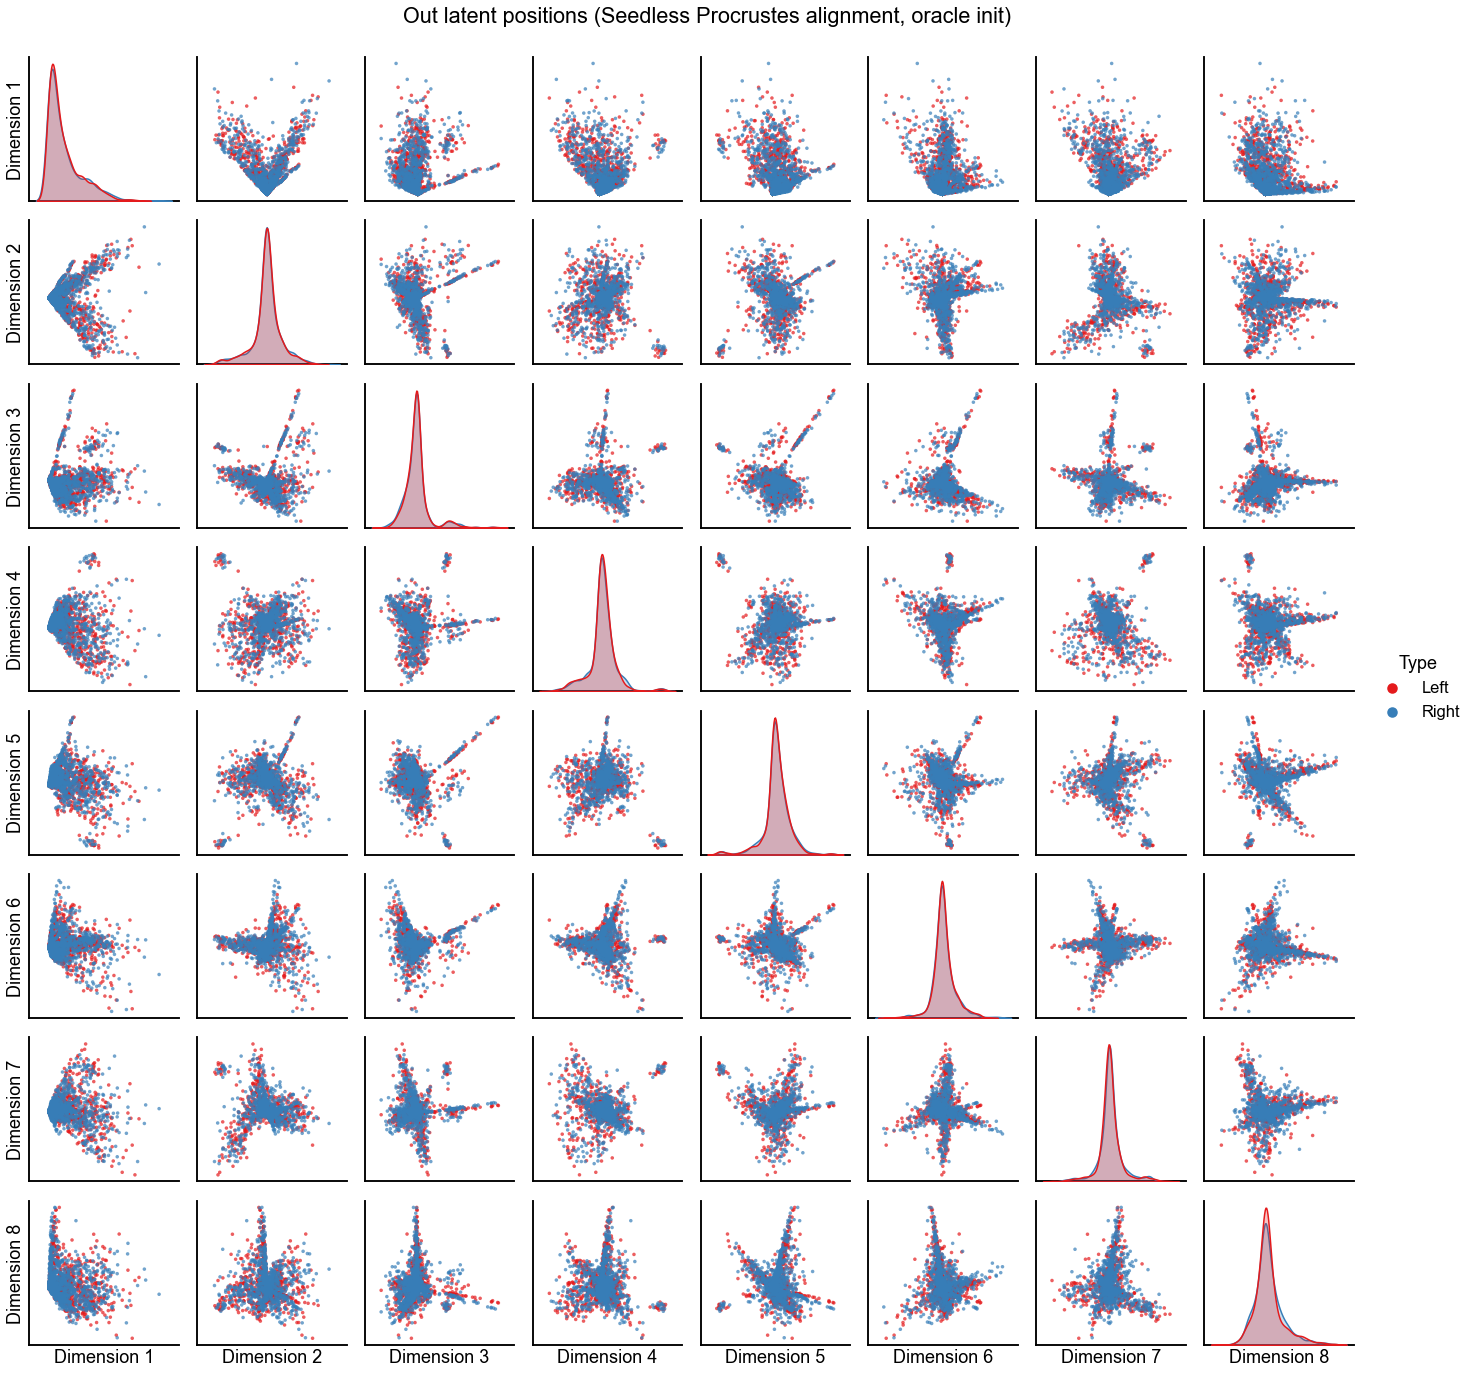 Out latent positions (Seedless Procrustes alignment, oracle init)
Dimension 1
Dimension 2
Dimension 3
Dimension 4
Dimension 5
Dimension 6
Dimension 7
Dimension 8
Type
Left
Right
Dimension 1
Dimension 2
Dimension 3
Dimension 4
Dimension 5
Dimension 6
Dimension 7
Dimension 8